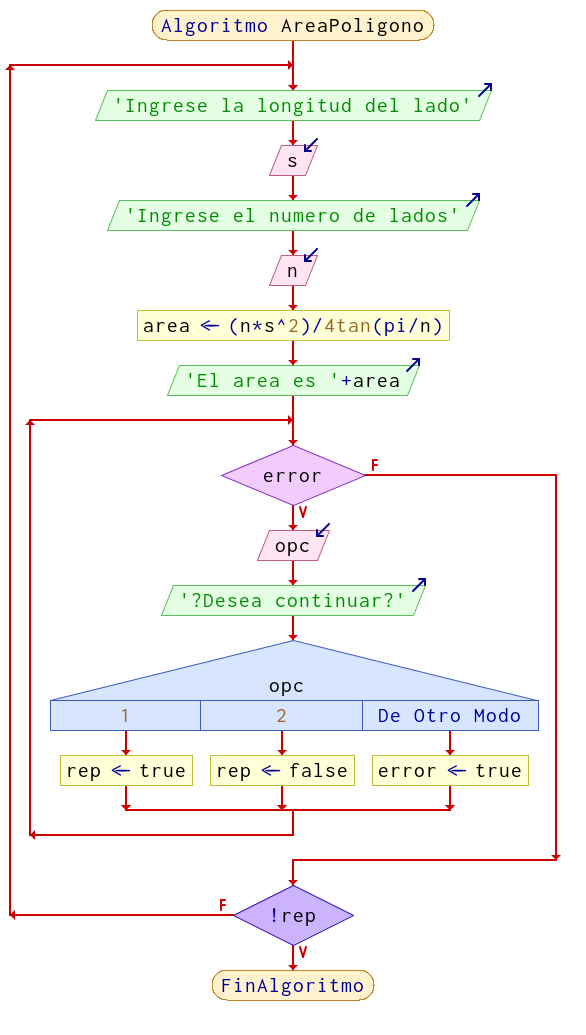 Algoritmo AreaPoligono
'Ingrese la longitud del lado'
s
'Ingrese el numero de lados'
n
area ← (n*s^2)/4tan(pi/n)
'El area es '+area
error
F
V
opc
'?Desea continuar?'
opc
1 2 De Otro Modo
rep ← true rep ← false error ← true
F
!rep
V
FinAlgoritmo